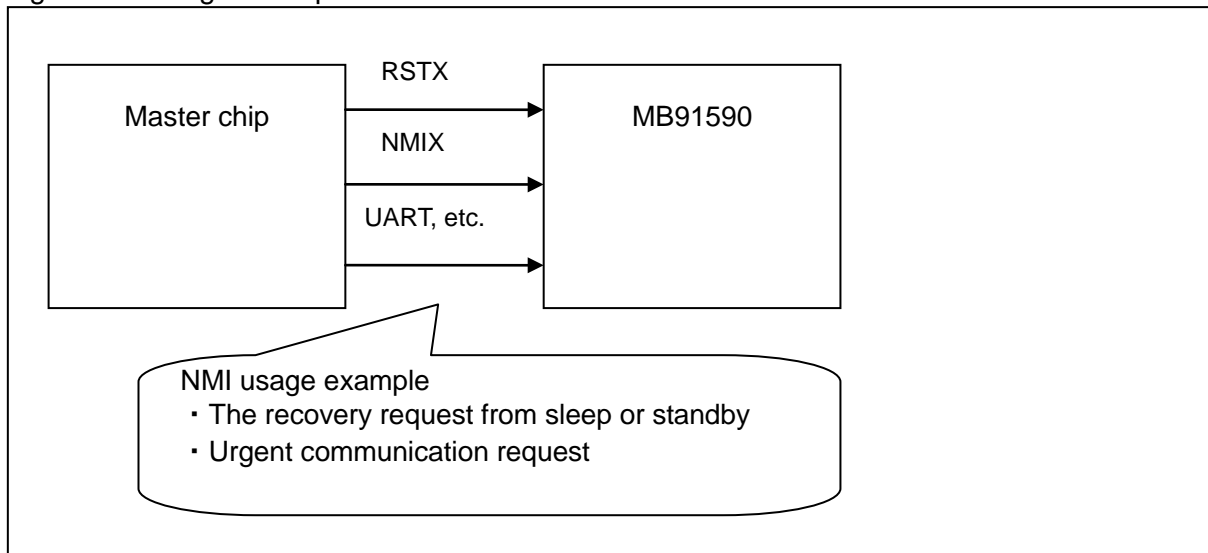 RSTX
Master chip
MB91590
NMIX
UART, etc.
NMI usage example
・The recovery request from sleep or standby
・Urgent communication request